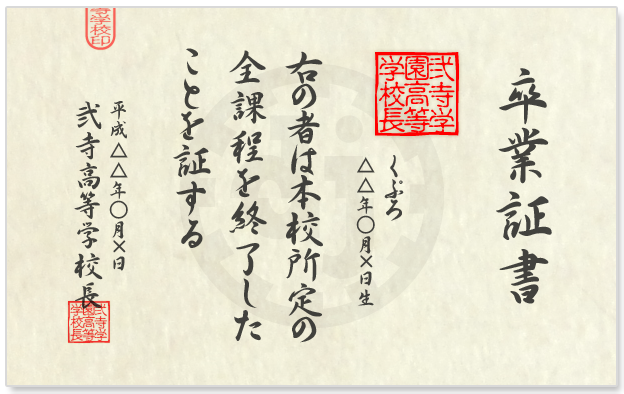 卒業証書
弐寺学
園高等
学校長
くぷろ
△△年〇月×日生
右の者は本校所定の
全課程を終了した
ことを証する
平成△△年〇月×日
弐寺高等学校長
弐寺学
園高等
学校長
学校印